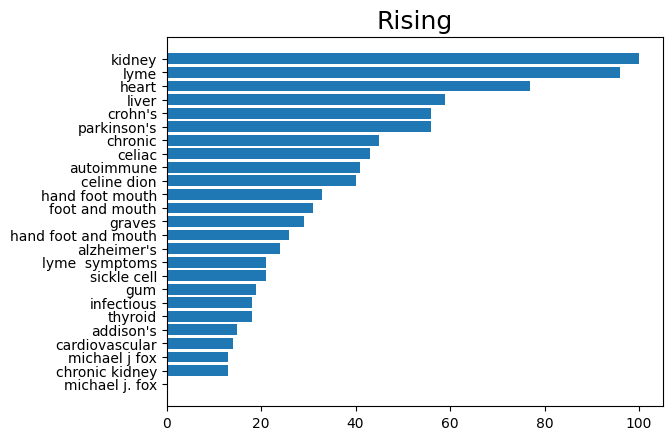 Rising
kidney
lyme
heart
liver
crohn's
parkinson's
chronic
celiac
autoimmune
celine dion
hand foot mouth
foot and mouth
graves
hand foot and mouth
alzheimer's
lyme  symptoms
sickle cell
gum
infectious
thyroid
addison's
cardiovascular
michael j fox
chronic kidney
michael j. fox
0 20 40 60 80 100